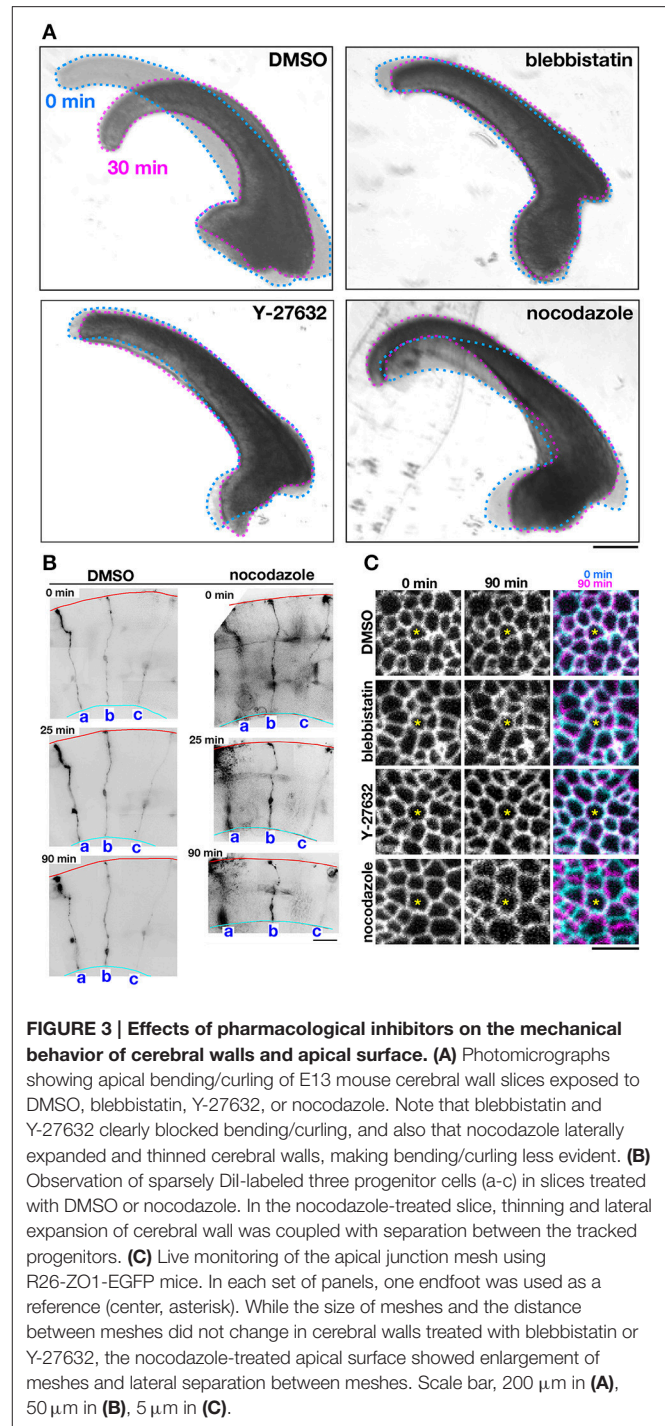 A
DMSO
0 min
30 min
blebbistatin
Y-27632
nocodazole
B
DMSO
nocodazole
0 min
a b c
25 min
a b c
90 min
a b c
0 min
a b c
25 min
a b c
90 min
a b c
C
0 min
90 min
0 min
90 min
DMSO
* * *
blebbistatin
* * *
Y-27632
* * *
nocodazole
* * *
FIGURE 3 | Effects of pharmacological inhibitors on the mechanical
behavior of cerebral walls and apical surface. (A) Photomicrographs
showing apical bending/curling of E13 mouse cerebral wall slices exposed to
DMSO, blebbistatin, Y-27632, or nocodazole. Note that blebbistatin and
Y-27632 clearly blocked bending/curling, and also that nocodazole laterally
expanded and thinned cerebral walls, making bending/curling less evident. (B)
Observation of sparsely DiI-labeled three progenitor cells (a-c) in slices treated
with DMSO or nocodazole. In the nocodazole-treated slice, thinning and lateral
expansion of cerebral wall was coupled with separation between the tracked
progenitors. (C) Live monitoring of the apical junction mesh using
R26-ZO1-EGFP mice. In each set of panels, one endfoot was used as a
reference (center, asterisk). While the size of meshes and the distance
between meshes did not change in cerebral walls treated with blebbistatin or
Y-27632, the nocodazole-treated apical surface showed enlargement of
meshes and lateral separation between meshes. Scale bar, 200 μm in (A),
50 μm in (B), 5 μm in (C).